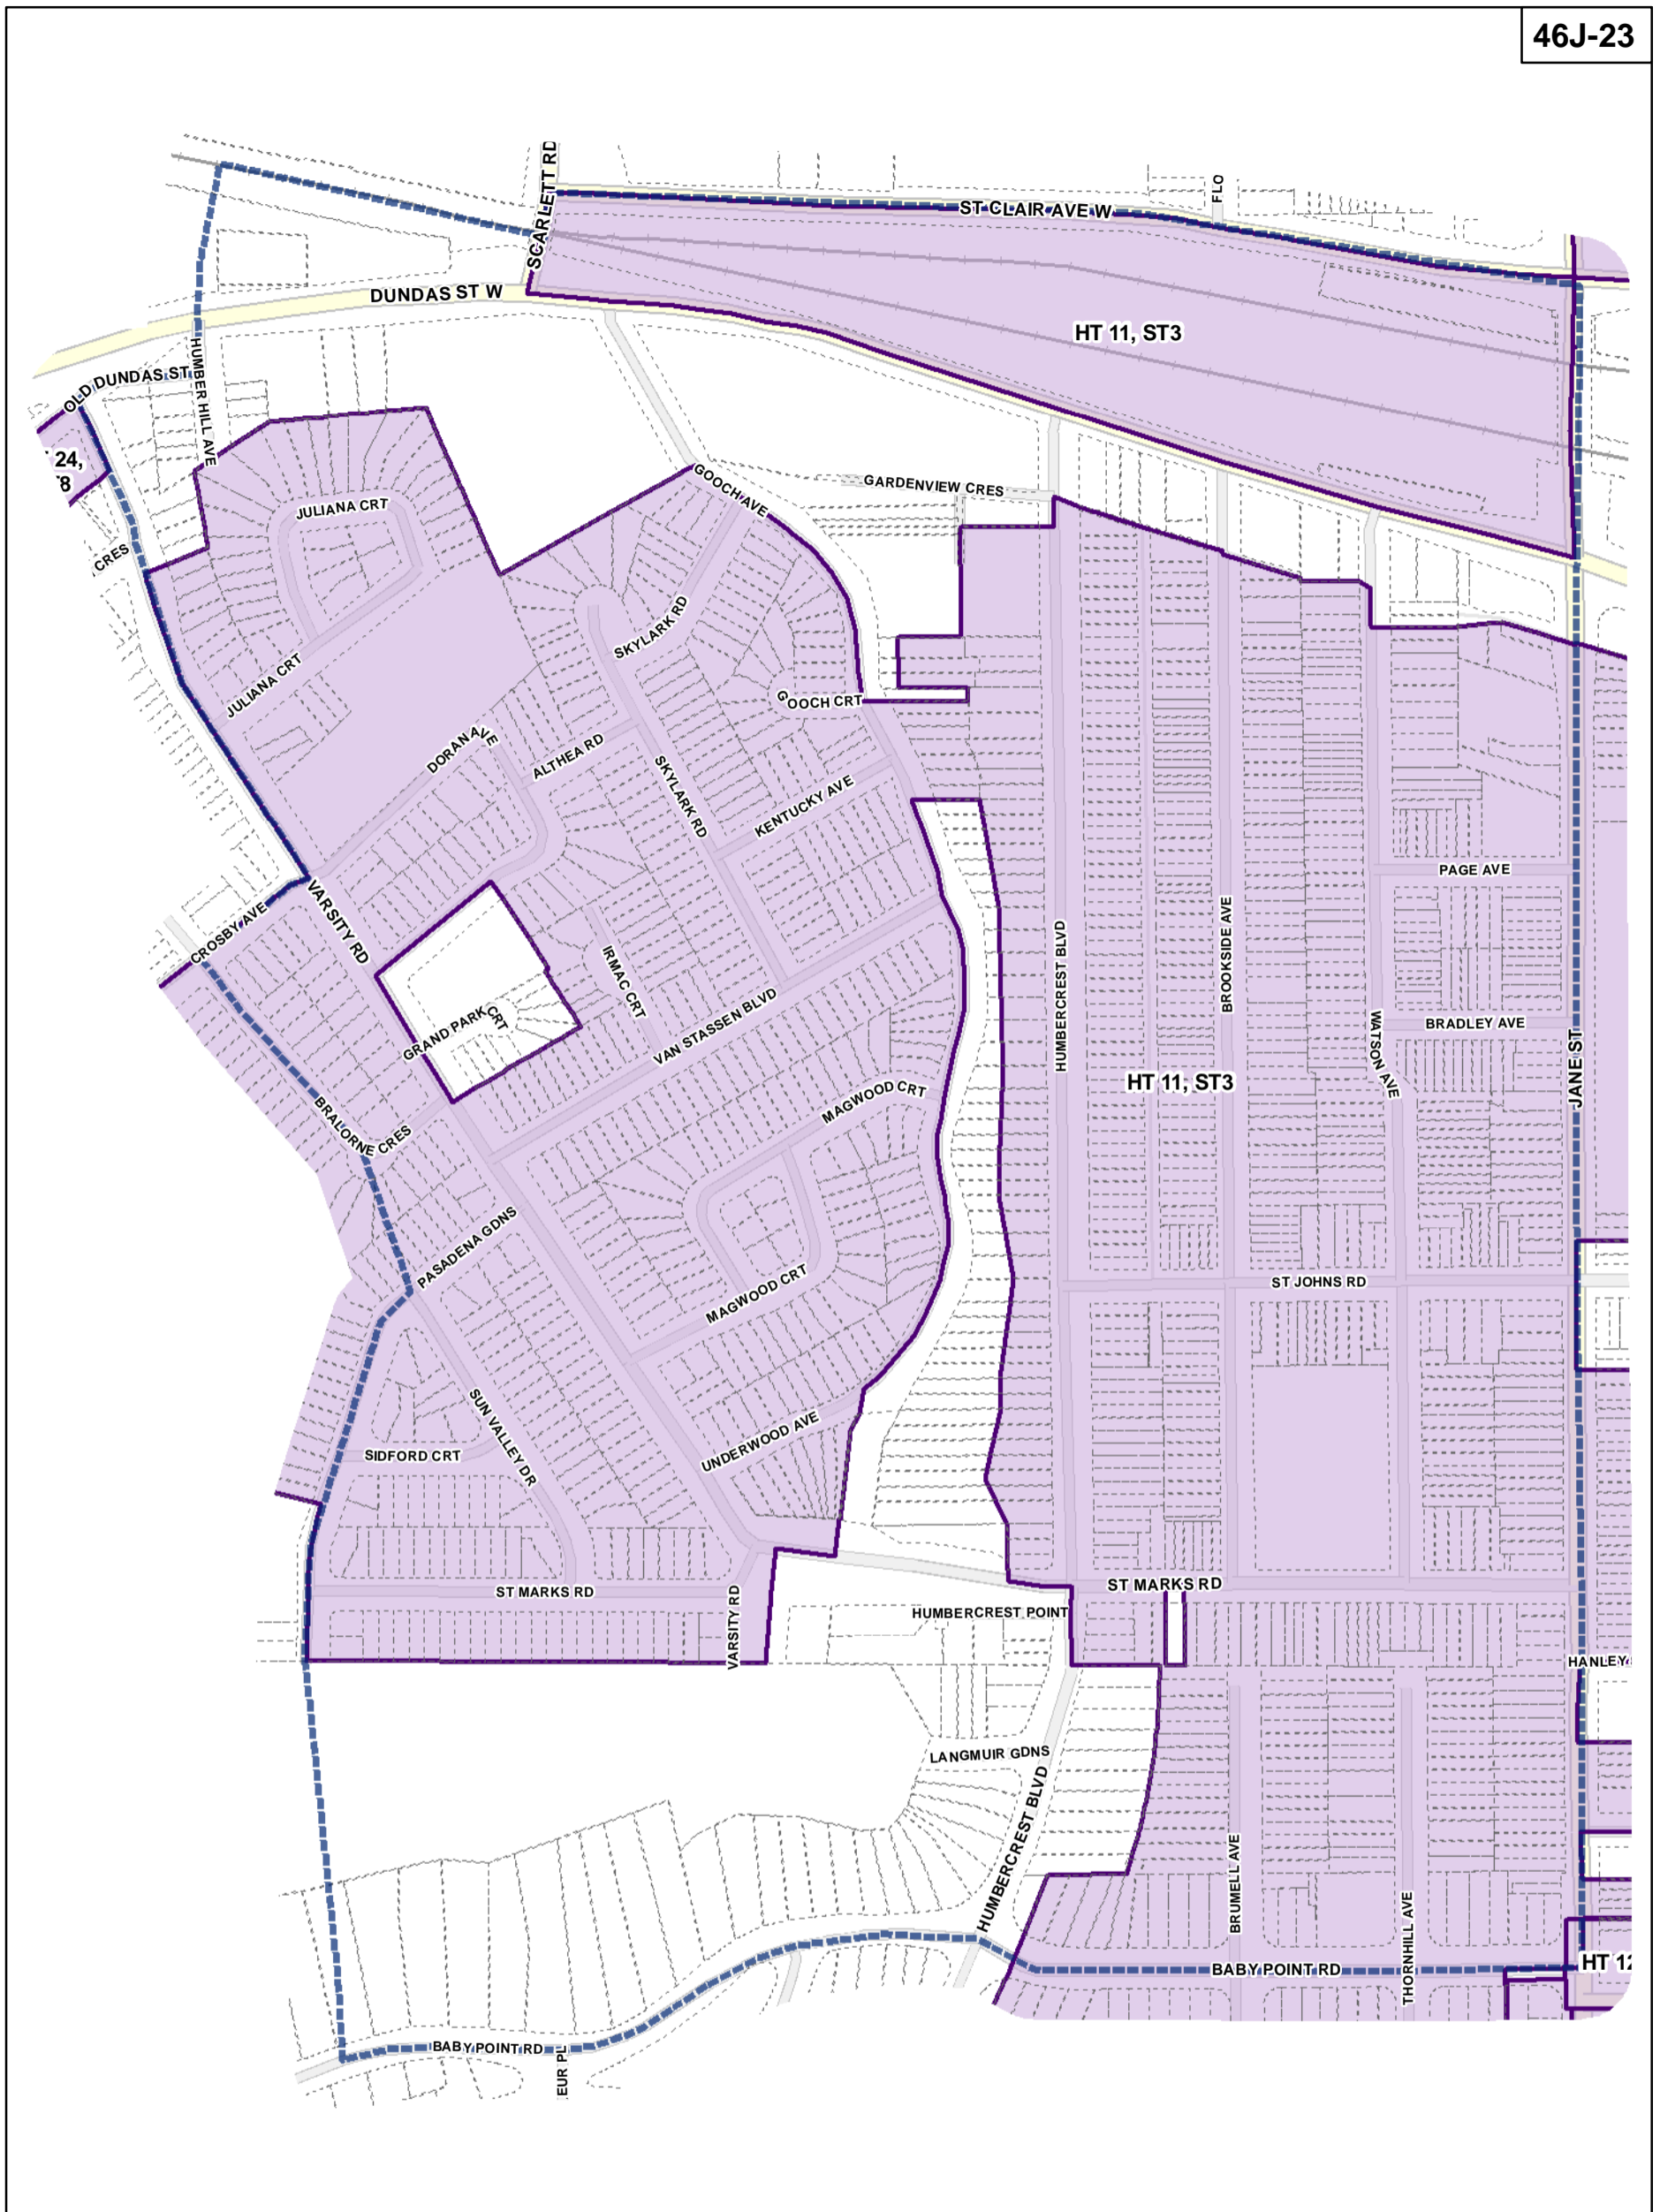 46J-23
SCARLETT RD
FLO
ST CLAIR AVE W
DUNDAS ST W
HT 11, ST3
OLD DUNDAS ST
HUMBER HILL AVE
24,
8
GOOCH AVE
GARDENVIEW CRES
JULIANA CRT
CRES
SKYLARK RD
JULIANA CRT
GOOCH CRT
DORAN AVE
ALTHEA RD
SKYLARK RD
KENTUCKY AVE
PAGE AVE
VARSITY RD
CROSBY AVE
BROOKSIDE AVE
HUMBERCREST BLVD
IRMAC CRT
GRAND PARK CRT
VAN STASSEN BLVD
BRADLEY AVE
WATSON AVE
JANE ST
HT 11, ST3
MAGWOOD CRT
BRALORNE CRES
PASADENA GDNS
ST JOHNS RD
MAGWOOD CRT
SUN VALLEY DR
UNDERWOOD AVE
SIDFORD CRT
ST MARKS RD
ST MARKS RD
VARSITY RD
HUMBERCREST POINT
HANLEY
LANGMUIR GDNS
HUMBERCREST BLVD
BRUMELL AVE
THORNHILL AVE
HT 12
BABY POINT RD
BABY POINT RD
EUR PL